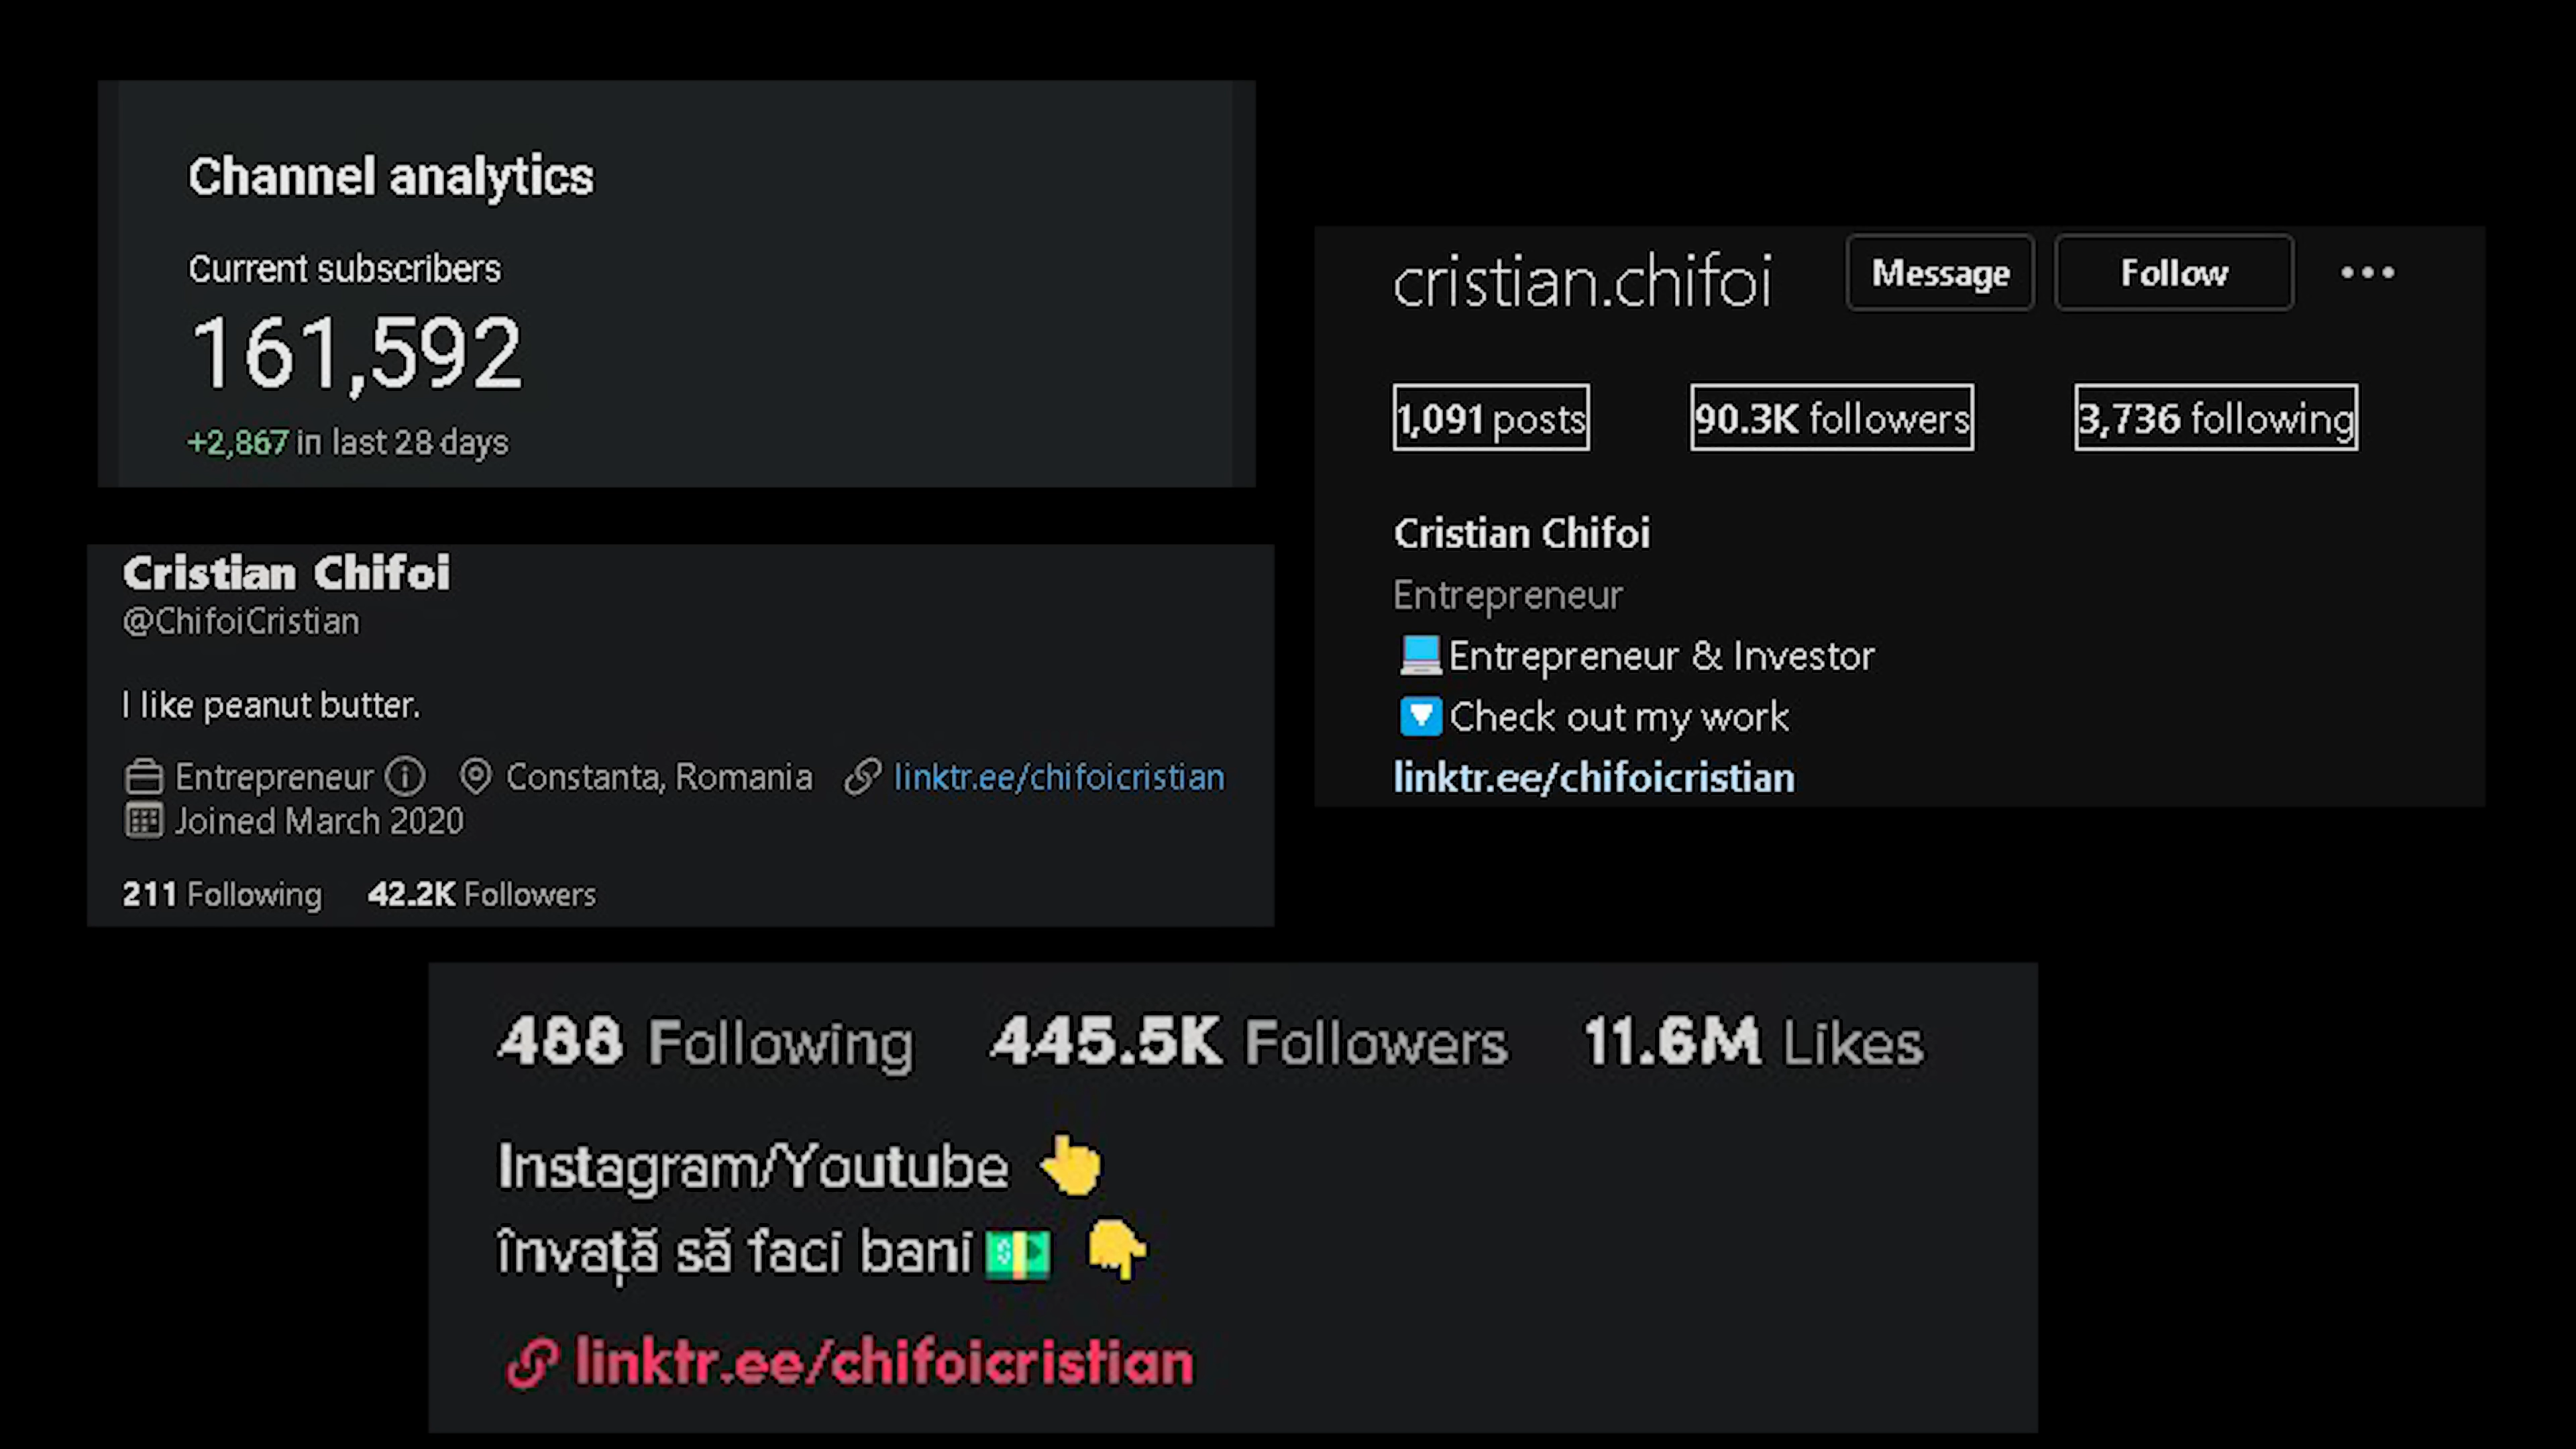 Channel analytics
Current subscribers
161,592
+2,867 in last 28 days
Cristian Chifoi
@ChifoiCristian
I like peanut butter.
Entrepreneur Constanta, Romania linktr.ee/chifoicristian
Joined March 2020
211 Following 42.2K Followers
cristian.chifoi Message Follow
1,091 posts 90.3K followers 3,736 following
Cristian Chifoi
Entrepreneur
💻Entrepreneur & Investor
🔽Check out my work
linktr.ee/chifoicristian
488 Following 445.5K Followers 11.6M Likes
Instagram/Youtube 👆
învață să faci bani💵 👇
linktr.ee/chifoicristian